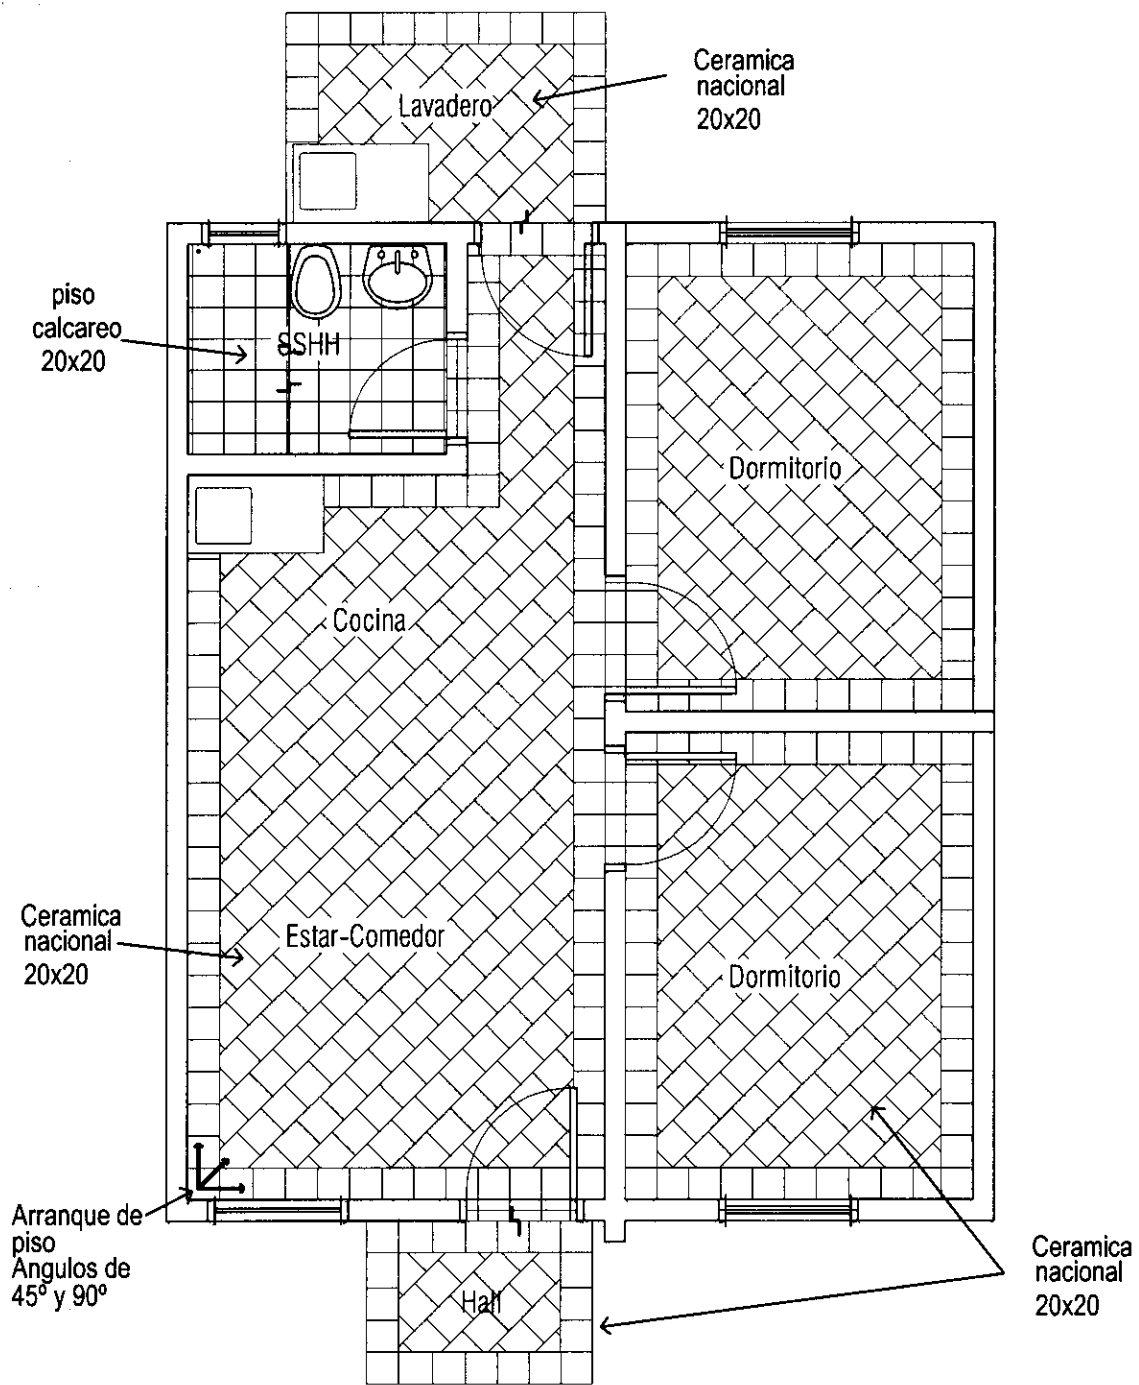 Ceramica
nacional
20x20
Lavadero
piso
calcareo
20x20
SSHH
Dormitorio
Cocina
Ceramica
nacional
20x20
Estar-Comedor
Dormitorio
Arranque de
piso
Angulos de
45º y 90º
Hall
Ceramica
nacional
20x20